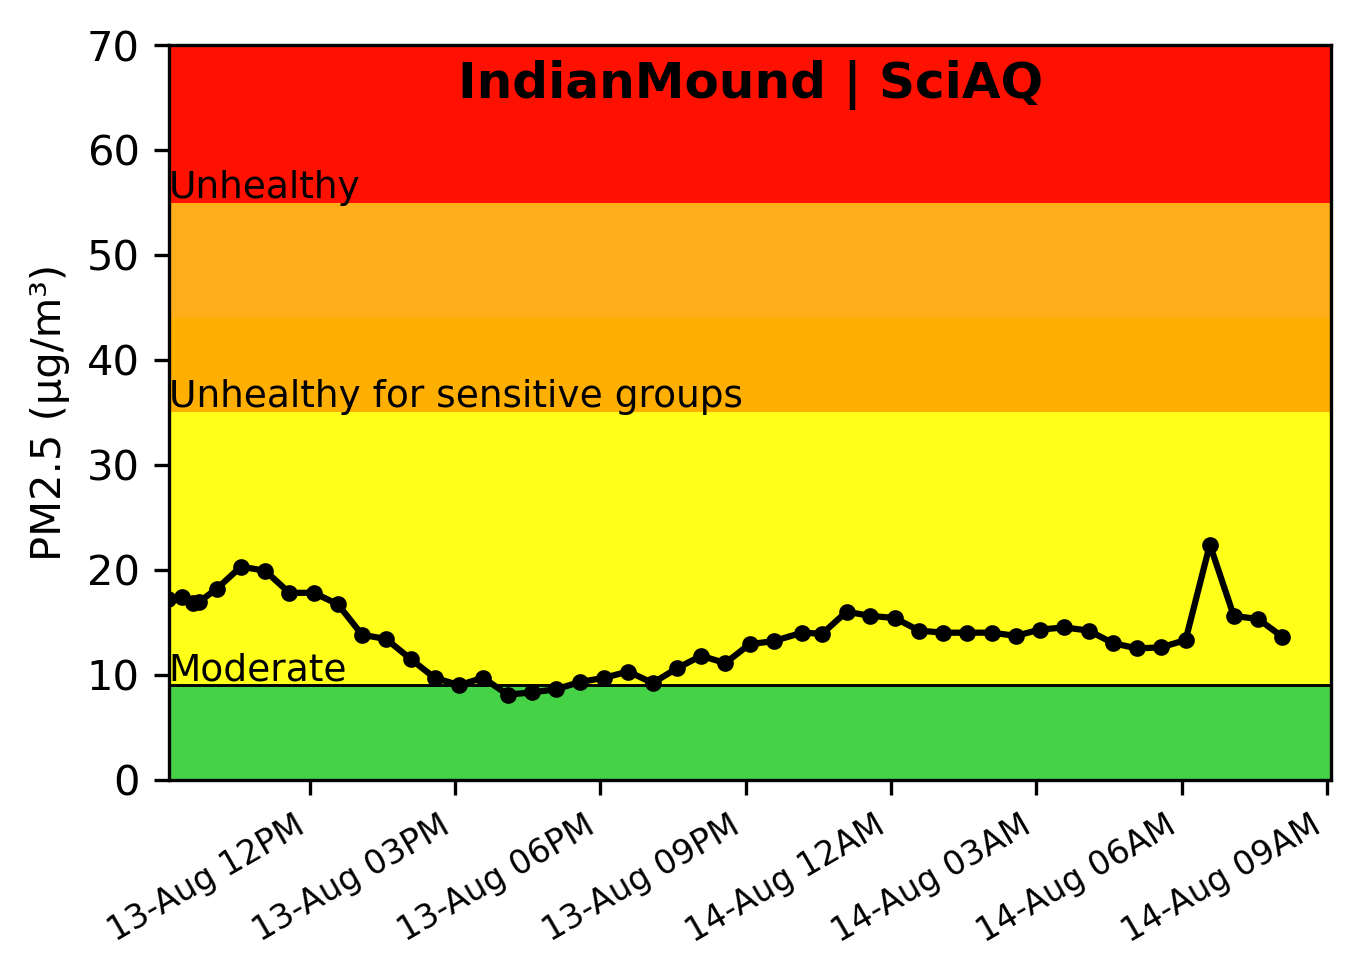 IndianMound | SciAQ
PM2.5 (µg/m³)
70
60
50
40
30
20
10
0
Unhealthy
Unhealthy for sensitive groups
Moderate
13-Aug 12PM
13-Aug 03PM
13-Aug 06PM
13-Aug 09PM
14-Aug 12AM
14-Aug 03AM
14-Aug 06AM
14-Aug 09AM